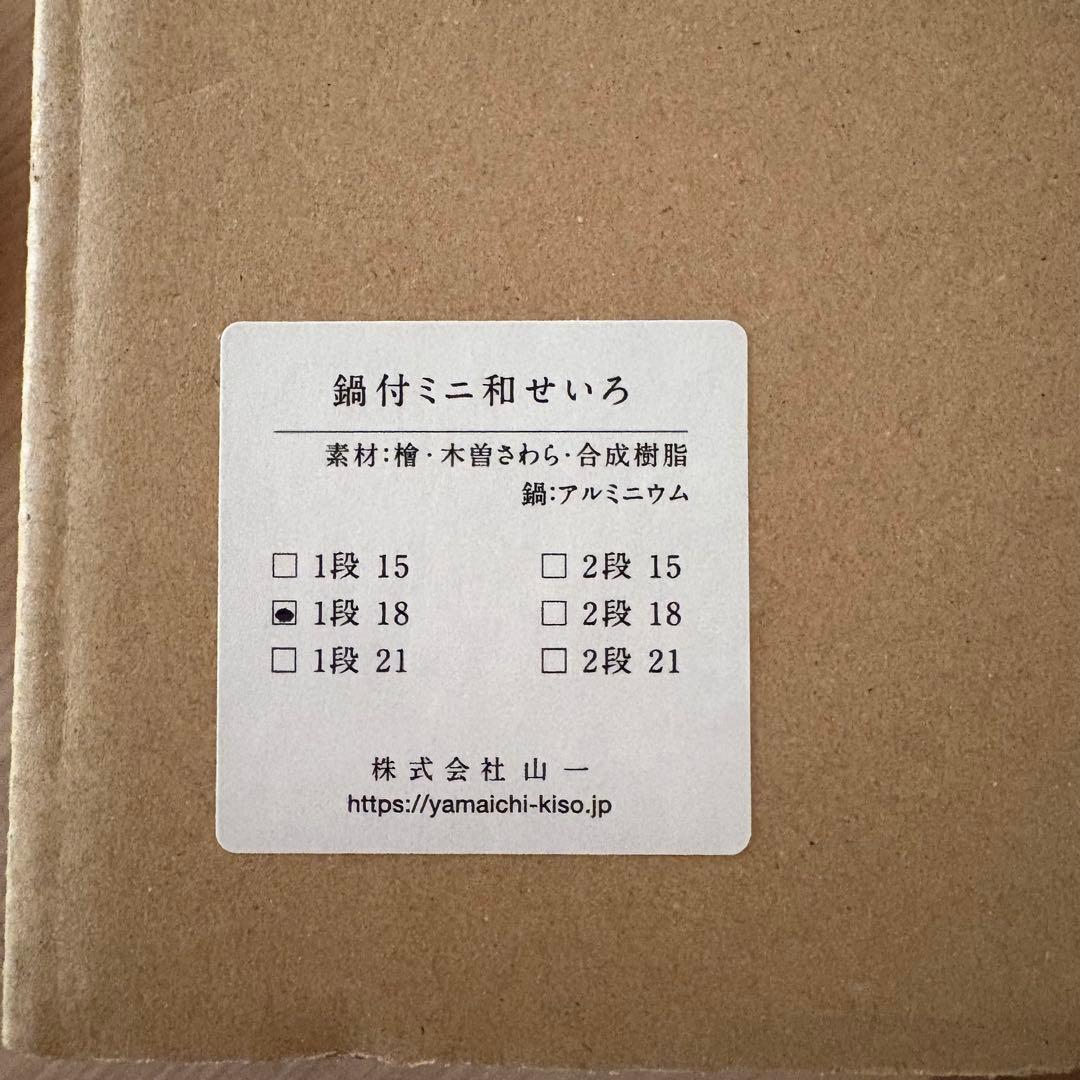 鍋付ミニ和せいろ
素材:檜・木曽さわら・合成樹脂
鍋:アルミニウム
□ 1段 15 □ 2段 15
▣ 1段 18 □ 2段 18
□ 1段 21 □ 2段 21
株式会社山一
https://yamaichi-kiso.jp